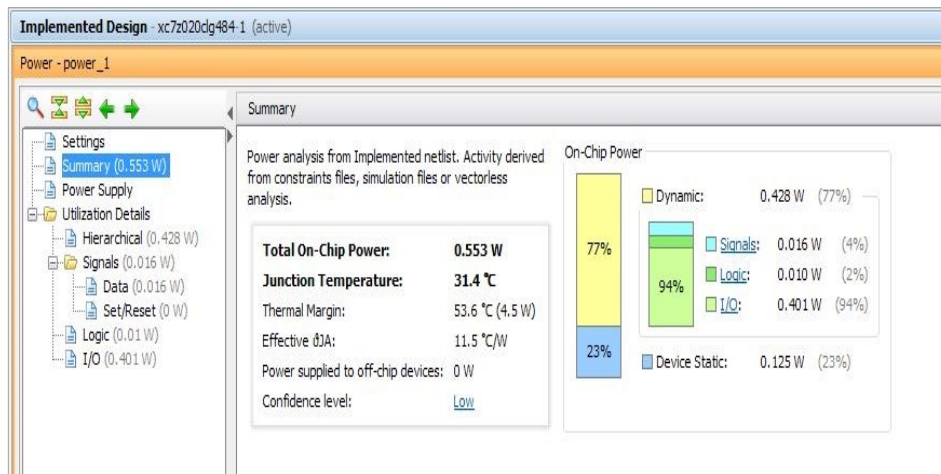 Implemented Design - xc7z020clg484-1 (active)
Power - power_1
Settings
Summary (0.553 W)
Power Supply
Utilization Details
Hierarchical (0.428 W)
Signals (0.016 W)
Data (0.016 W)
Set/Reset (0 W)
Logic (0.01 W)
I/O (0.401 W)
Summary
Power analysis from Implemented netlist. Activity derived
from constraints files, simulation files or vectorless
analysis.
Total On-Chip Power: 0.553 W
Junction Temperature: 31.4 °C
Thermal Margin: 53.6 °C (4.5 W)
Effective ϑJA: 11.5 °C/W
Power supplied to off-chip devices: 0 W
Confidence level: Low
On-Chip Power
77%
23%
Dynamic: 0.428 W (77%)
94%
Signals: 0.016 W (4%)
Logic: 0.010 W (2%)
I/O: 0.401 W (94%)
Device Static: 0.125 W (23%)